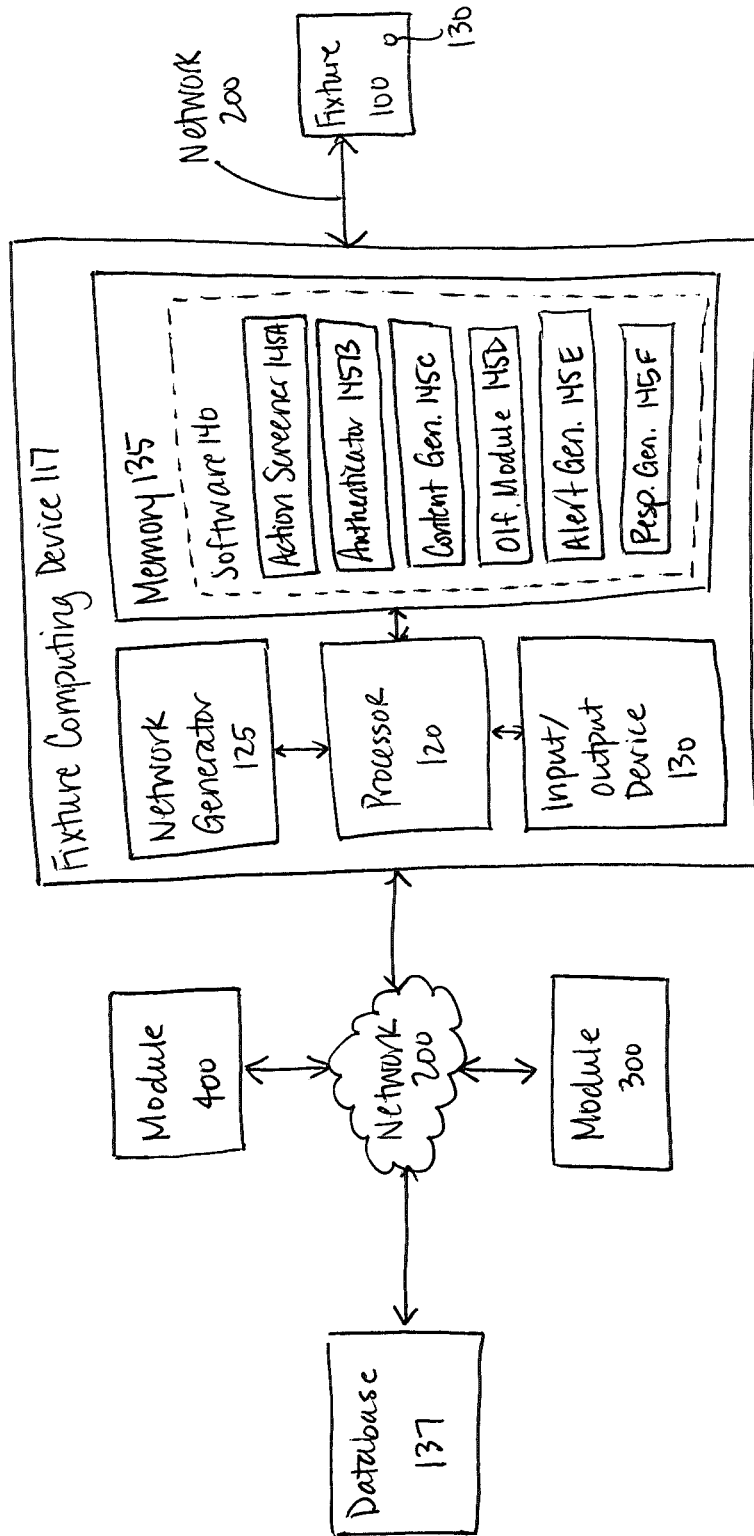 Fixture Computing Device 117
Network
Generator
125
Processor
120
Input/
output
Device
130
Memory 135
Software 140
Action Screener 145A
Authenticator 145B
Content Gen. 145C
Olf. Module 145D
Alert Gen. 145E
Resp. Gen. 145F
Network
200
Fixture
100
130
Module
400
Network
200
Module
300
Database
137